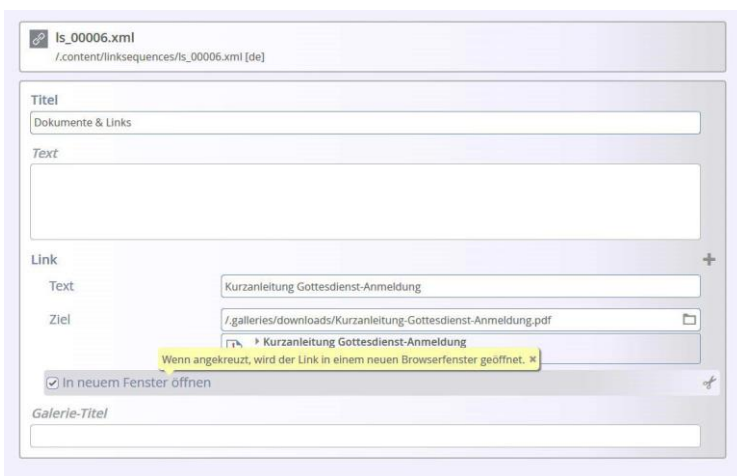 ls_00006.xml
/.content/linksequences/ls_00006.xml [de]
Titel
Dokumente & Links
Text
Link
Text
Kurzanleitung Gottesdienst-Anmeldung
Ziel
/.galleries/downloads/Kurzanleitung-Gottesdienst-Anmeldung.pdf
Kurzanleitung Gottesdienst-Anmeldung
Wenn angekreuzt, wird der Link in einem neuen Browserfenster geöffnet.
In neuem Fenster öffnen
Galerie-Titel